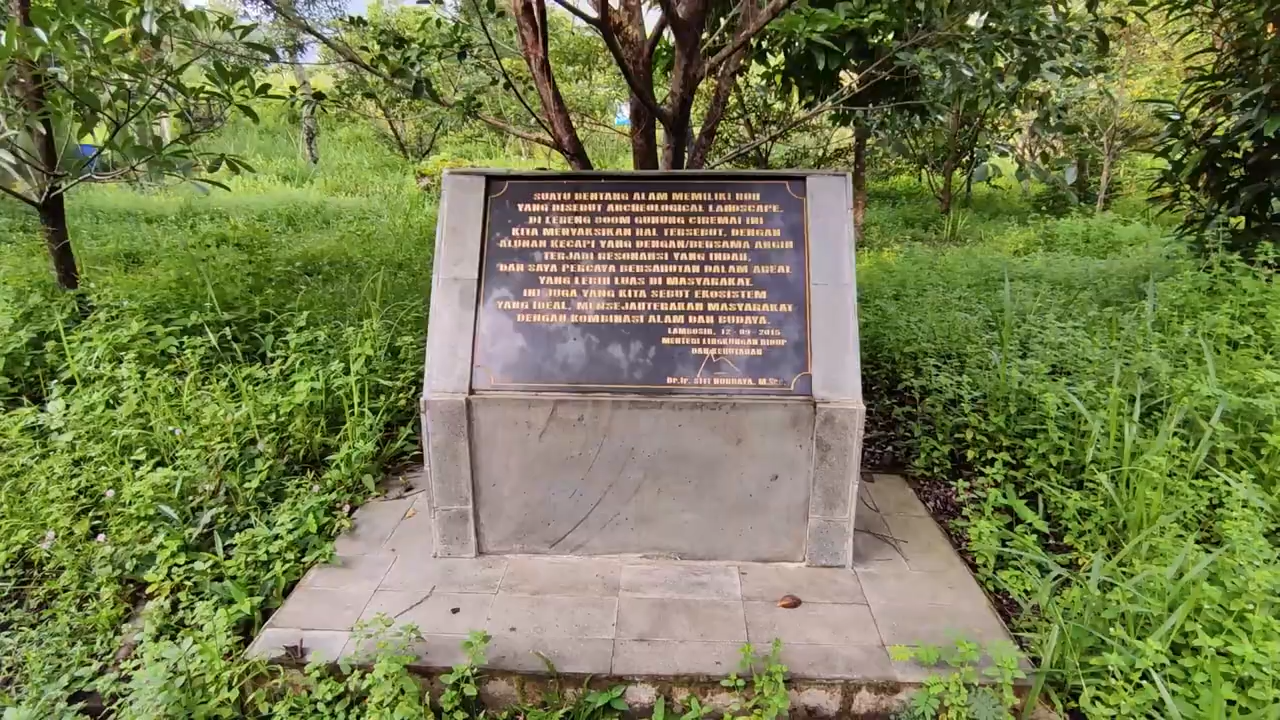 SUATU BENTANG ALAM MEMILIKI ROH
YANG DISEBUT ARCHEOLOGICAL LANDSCAPE.
DI LERENG 800M GUNUNG CIREMAI INI
KITA MENYAKSIKAN HAL TERSEBUT, DENGAN
ALUNAN KECAPI YANG DENGAN/BERSAMA ANGIN
TERJADI RESONANSI YANG INDAH,
DAN SAYA PERCAYA BERSAHUTAN DALAM AREAL
YANG LEBIH LUAS DI MASYARAKAT.
INI JUGA YANG KITA SEBUT EKOSISTEM
YANG IDEAL, MENSEJAHTERAKAN MASYARAKAT
DENGAN KOMBINASI ALAM DAN BUDAYA.
LAMBOSIR, 12-09-2015
MENTERI LINGKUNGAN HIDUP
DAN KEHUTANAN
Dr.Ir. SITI NURBAYA, M.Sc.